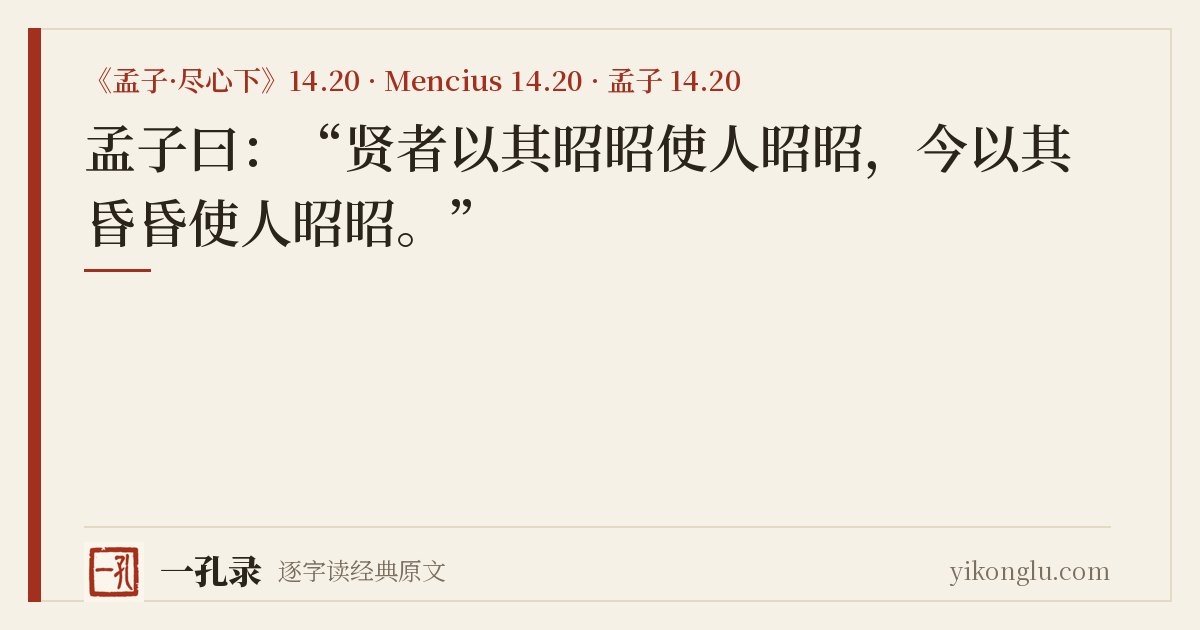 《孟子·尽心下》14.20 · Mencius 14.20 · 孟子 14.20
孟子曰：“贤者以其昭昭使人昭昭，今以其
昏昏使人昭昭。”
一孔
一孔录 逐字读经典原文
yikonglu.com